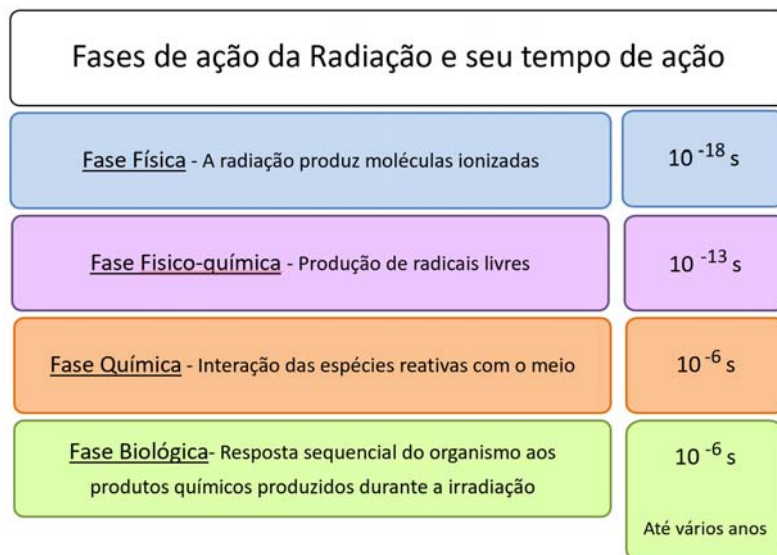 Fases de ação da Radiação e seu tempo de ação
Fase Física - A radiação produz moléculas ionizadas
10 -18 s
Fase Fisico-química - Produção de radicais livres
10 -13 s
Fase Química - Interação das espécies reativas com o meio
10 -6 s
Fase Biológica- Resposta sequencial do organismo aos
produtos químicos produzidos durante a irradiação
10 -6 s
Até vários anos